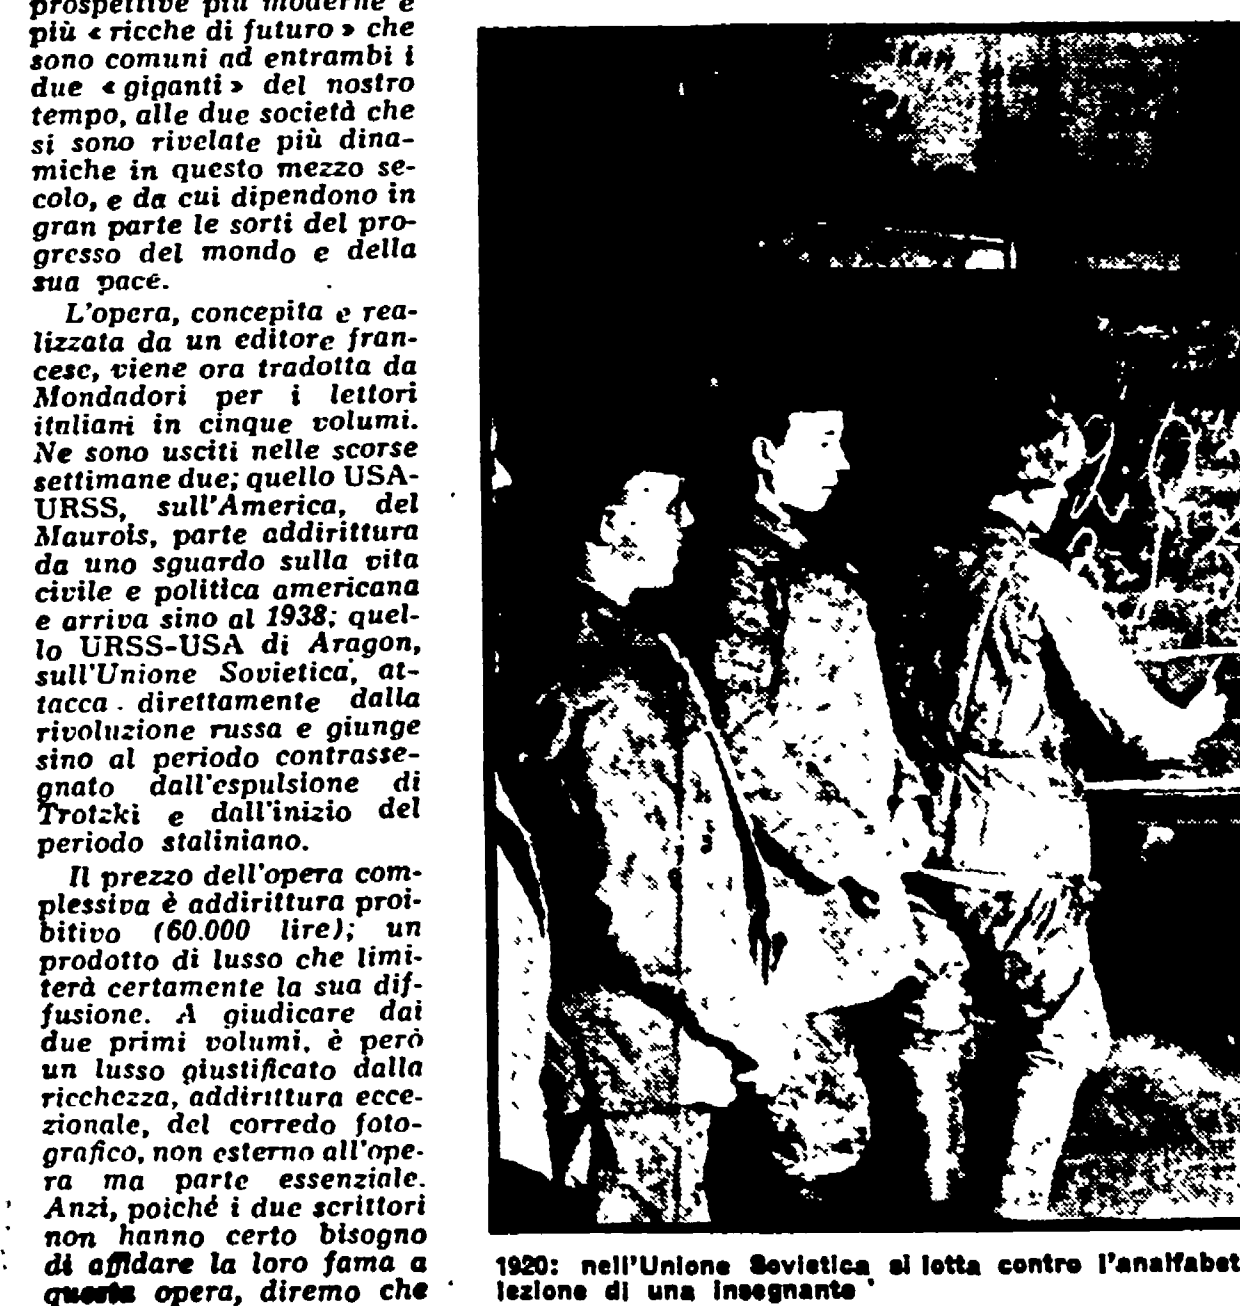 prospettive più moderne e
più « ricche di futuro » che
sono comuni ad entrambi i
due « giganti » del nostro
tempo, alle due società che
si sono rivelate più dina-
miche in questo mezzo se-
colo, e da cui dipendono in
gran parte le sorti del pro-
gresso del mondo e della
sua pace.
L'opera, concepita e rea-
lizzata da un editore fran-
cese, viene ora tradotta da
Mondadori per i lettori
italiani in cinque volumi.
Ne sono usciti nelle scorse
settimane due; quello USA-
URSS, sull'America, del
Maurois, parte addirittura
da uno sguardo sulla vita
civile e politica americana
e arriva sino al 1938; quel-
lo URSS-USA di Aragon,
sull'Unione Sovietica, at-
tacca direttamente dalla
rivoluzione russa e giunge
sino al periodo contrasse-
gnato dall'espulsione di
Trotzki e dall'inizio del
periodo staliniano.
Il prezzo dell'opera com-
plessiva è addirittura proi-
bitivo (60.000 lire); un
prodotto di lusso che limi-
terà certamente la sua dif-
fusione. A giudicare dai
due primi volumi, è però
un lusso giustificato dalla
ricchezza, addirittura ecce-
zionale, del corredo foto-
grafico, non esterno all'ope-
ra ma parte essenziale.
Anzi, poiché i due scrittori
non hanno certo bisogno
di affidare la loro fama a
questa opera, diremo che
1920: nell'Unione Sovietica si lotta contro l'analfabet
lezione di una insegnante